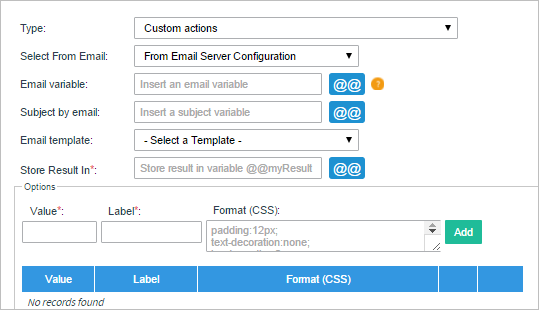 Type: Custom actions
Select From Email: From Email Server Configuration
Email variable: Insert an email variable @@ ?
Subject by email: Insert a subject variable @@
Email template: - Select a Template -
Store Result In*: Store result in variable @@myResult @@
Options
Value*: Label*: Format (CSS):
padding:12px;
text-decoration:none;
Add
Value Label Format (CSS)
No records found